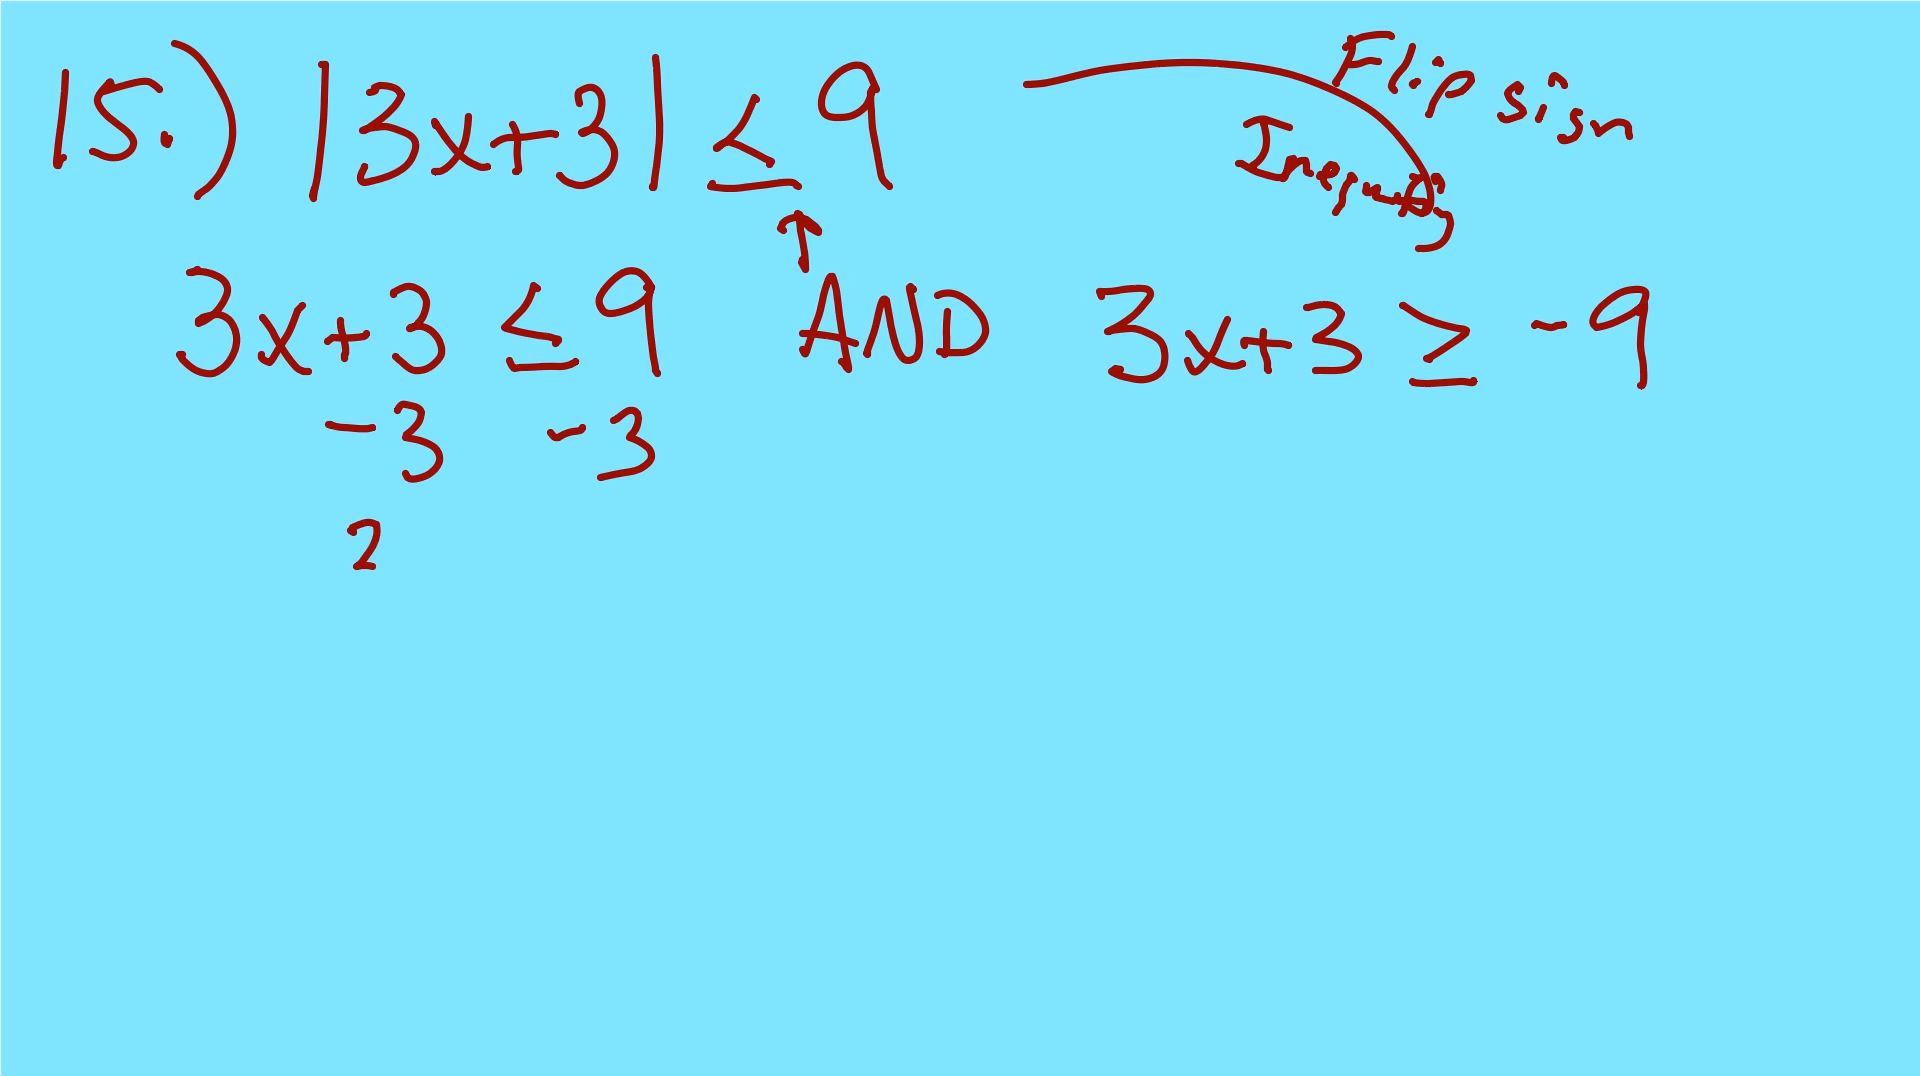 15.) |3x+3| ≤ 9
Flip sign
Inequality
3x+3 ≤ 9 AND 3x+3 ≥ -9
-3 -3
2